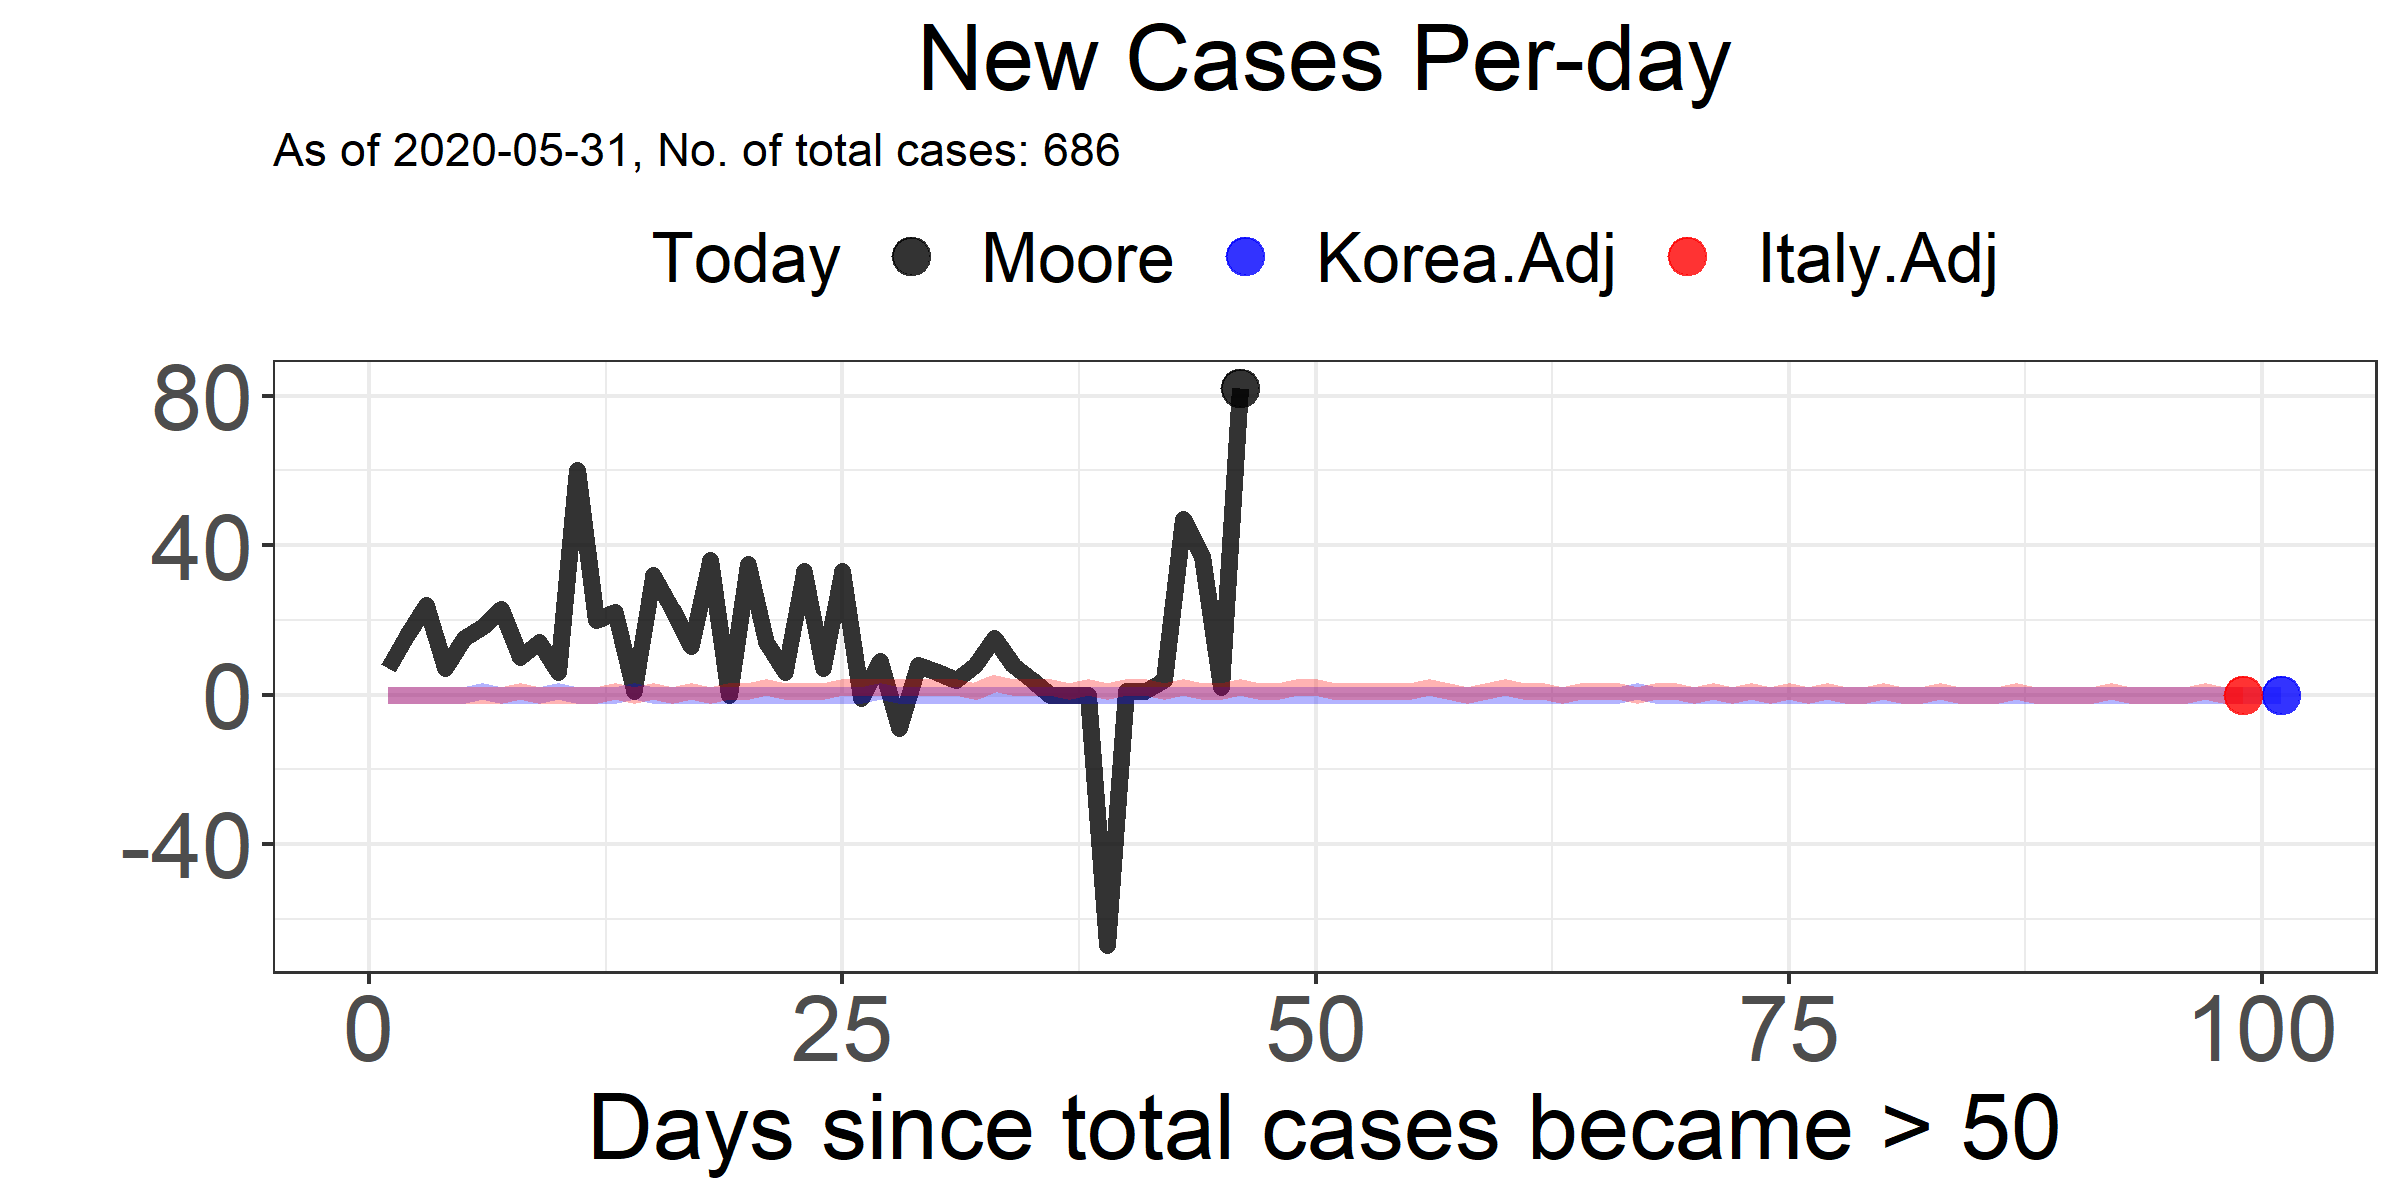 New Cases Per-day
As of 2020-05-31, No. of total cases: 686
Today Moore Korea.Adj Italy.Adj
80
40
0
-40
0 25 50 75 100
Days since total cases became > 50